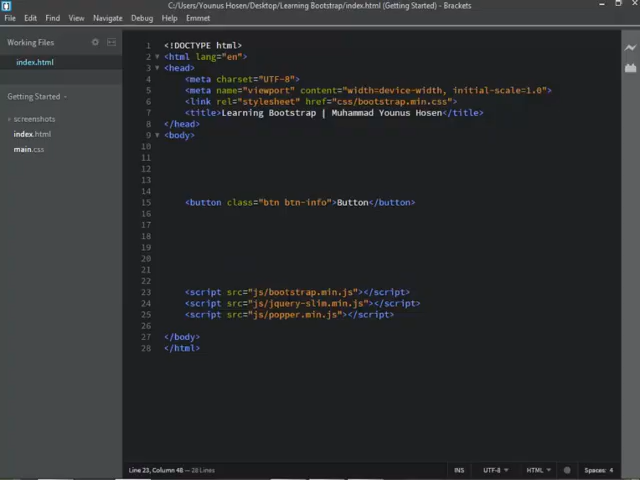 C:/Users/Younus Hosen/Desktop/Learning Bootstrap/index.html (Getting Started) - Brackets
File Edit Find View Navigate Debug Help Emmet
Working Files
index.html
Getting Started
screenshots
index.html
main.css
1 <!DOCTYPE html>
2 <html lang="en">
3 <head>
4 <meta charset="UTF-8">
5 <meta name="viewport" content="width=device-width, initial-scale=1.0">
6 <link rel="stylesheet" href="css/bootstrap.min.css">
7 <title>Learning Bootstrap | Muhammad Younus Hosen</title>
8 </head>
9 <body>
10
11
12
13
14
15 <button class="btn btn-info">Button</button>
16
17
18
19
20
21
22
23 <script src="js/bootstrap.min.js"></script>
24 <script src="js/jquery-slim.min.js"></script>
25 <script src="js/popper.min.js"></script>
26
27 </body>
28 </html>
Line 23, Column 48 — 28 Lines
INS UTF-8 HTML Spaces: 4